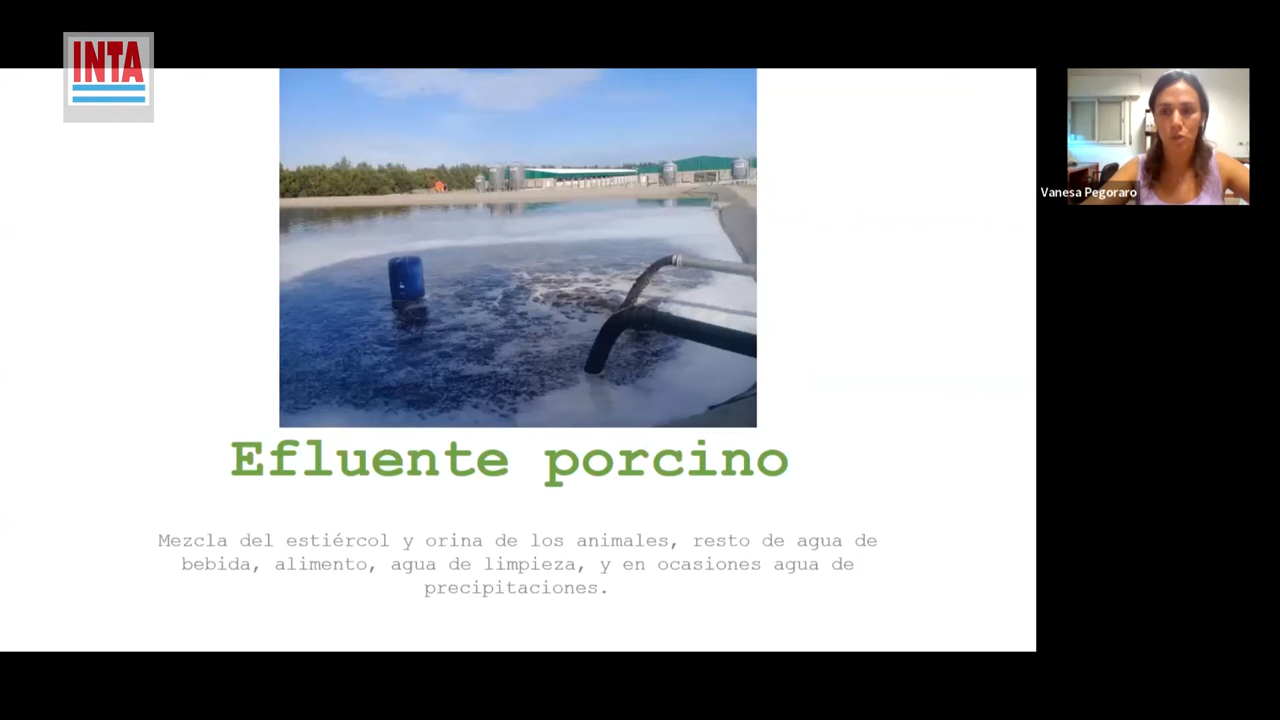 INTA
Vanesa Pegoraro
Efluente porcino
Mezcla del estiércol y orina de los animales, resto de agua de
bebida, alimento, agua de limpieza, y en ocasiones agua de
precipitaciones.